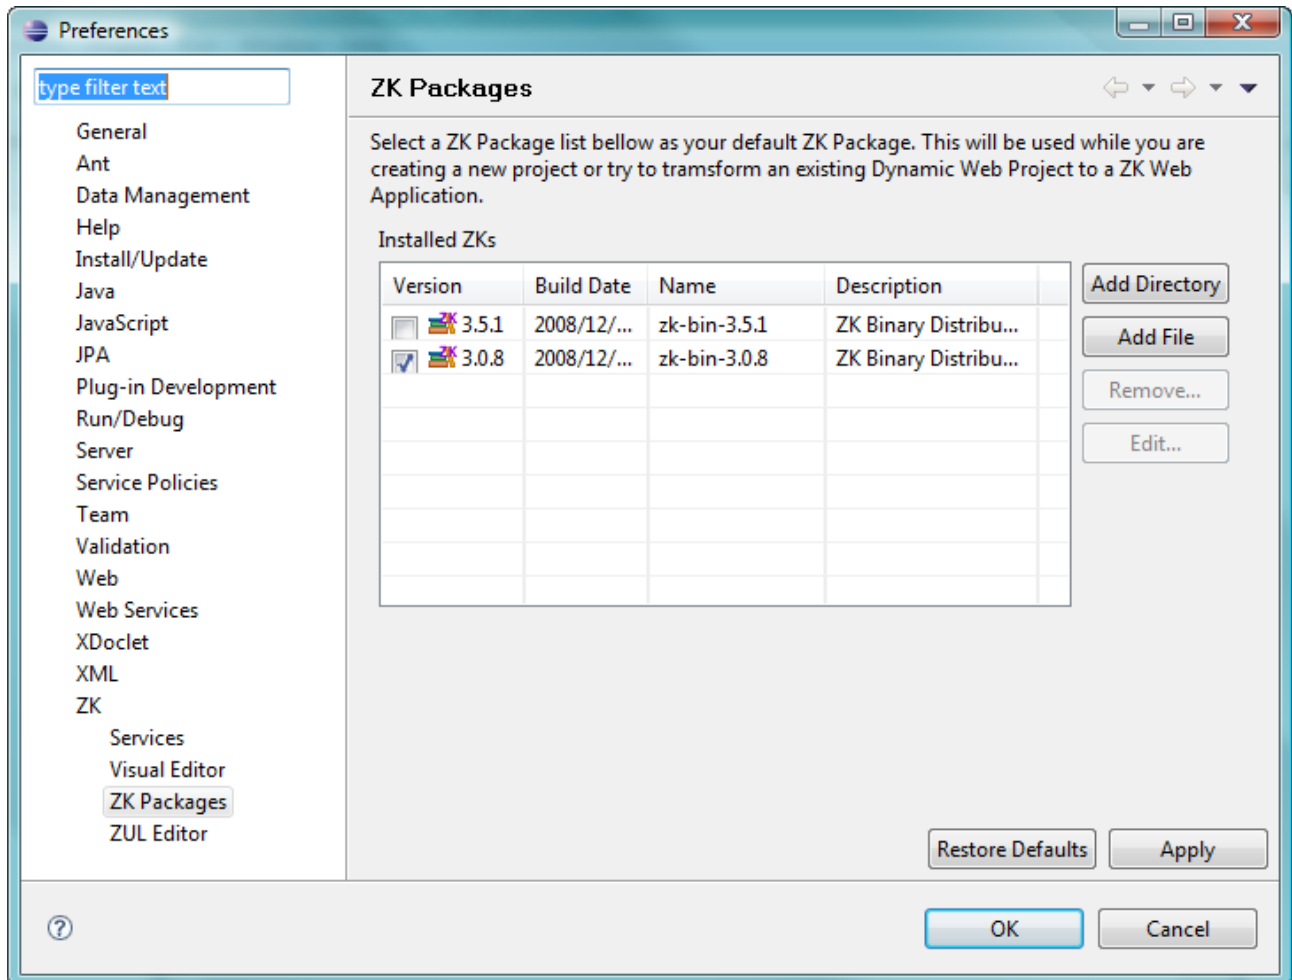 Preferences
type filter text
General
Ant
Data Management
Help
Install/Update
Java
JavaScript
JPA
Plug-in Development
Run/Debug
Server
Service Policies
Team
Validation
Web
Web Services
XDoclet
XML
ZK
Services
Visual Editor
ZK Packages
ZUL Editor
ZK Packages
Select a ZK Package list bellow as your default ZK Package. This will be used while you are
creating a new project or try to tramsform an existing Dynamic Web Project to a ZK Web
Application.
Installed ZKs
Version Build Date Name Description
ZK 3.5.1 2008/12/... zk-bin-3.5.1 ZK Binary Distribu...
ZK 3.0.8 2008/12/... zk-bin-3.0.8 ZK Binary Distribu...
Add Directory
Add File
Remove...
Edit...
Restore Defaults Apply
? OK Cancel